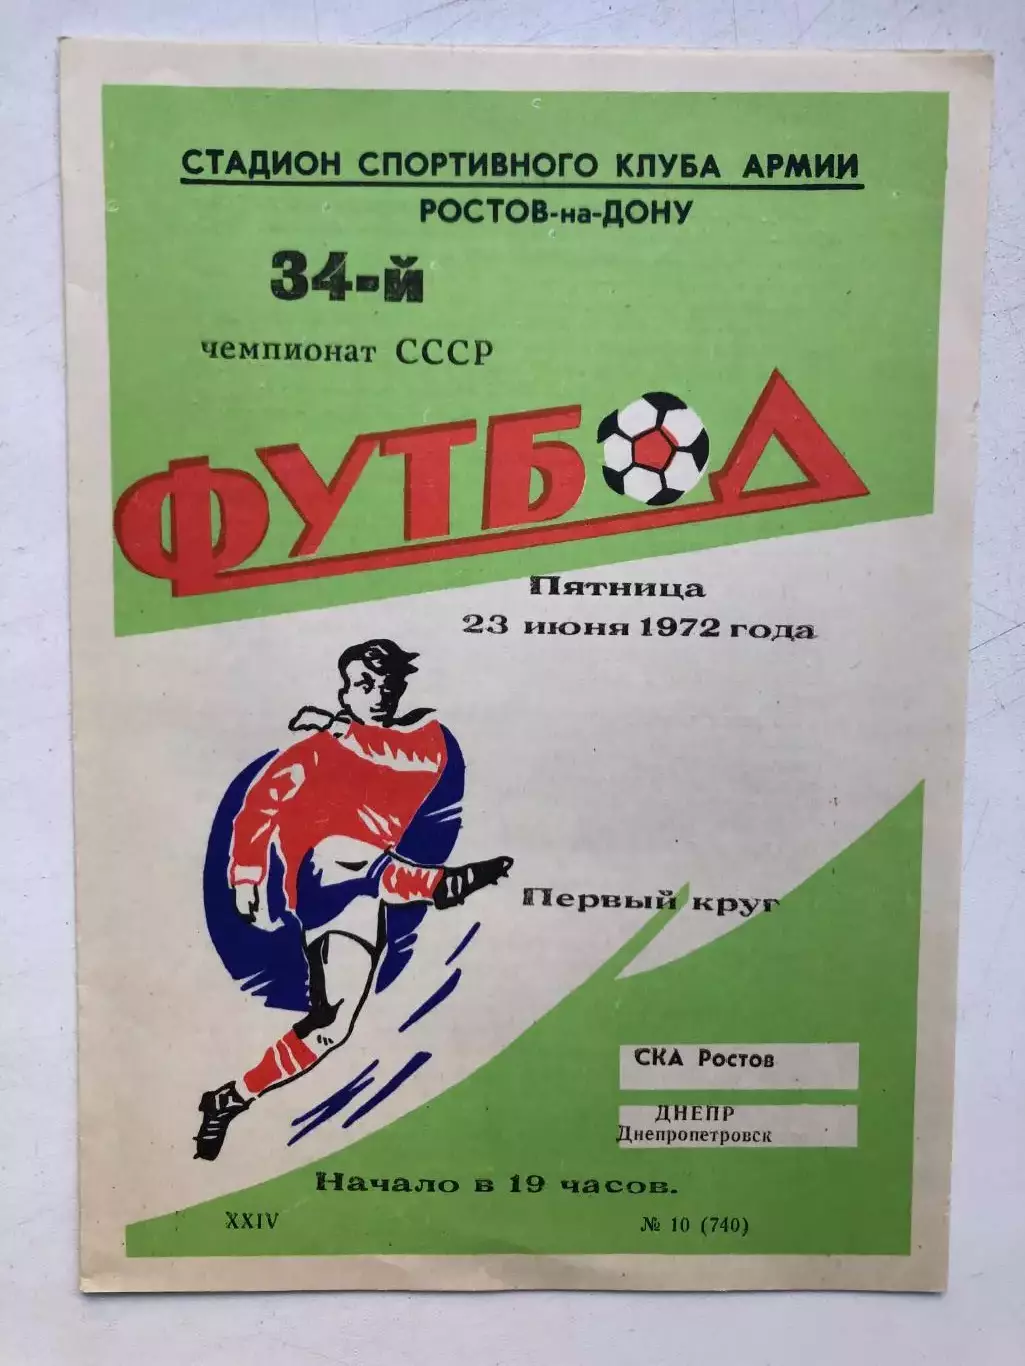 СТАДИОН СПОРТИВНОГО КЛУБА АРМИИ
РОСТОВ-на-ДОНУ
34-й
чемпионат СССР
ФУТБОЛ
Пятница
23 июня 1972 года
Первый круг
СКА Ростов
ДНЕПР
Днепропетровск
Начало в 19 часов.
XXIV
№ 10 (740)